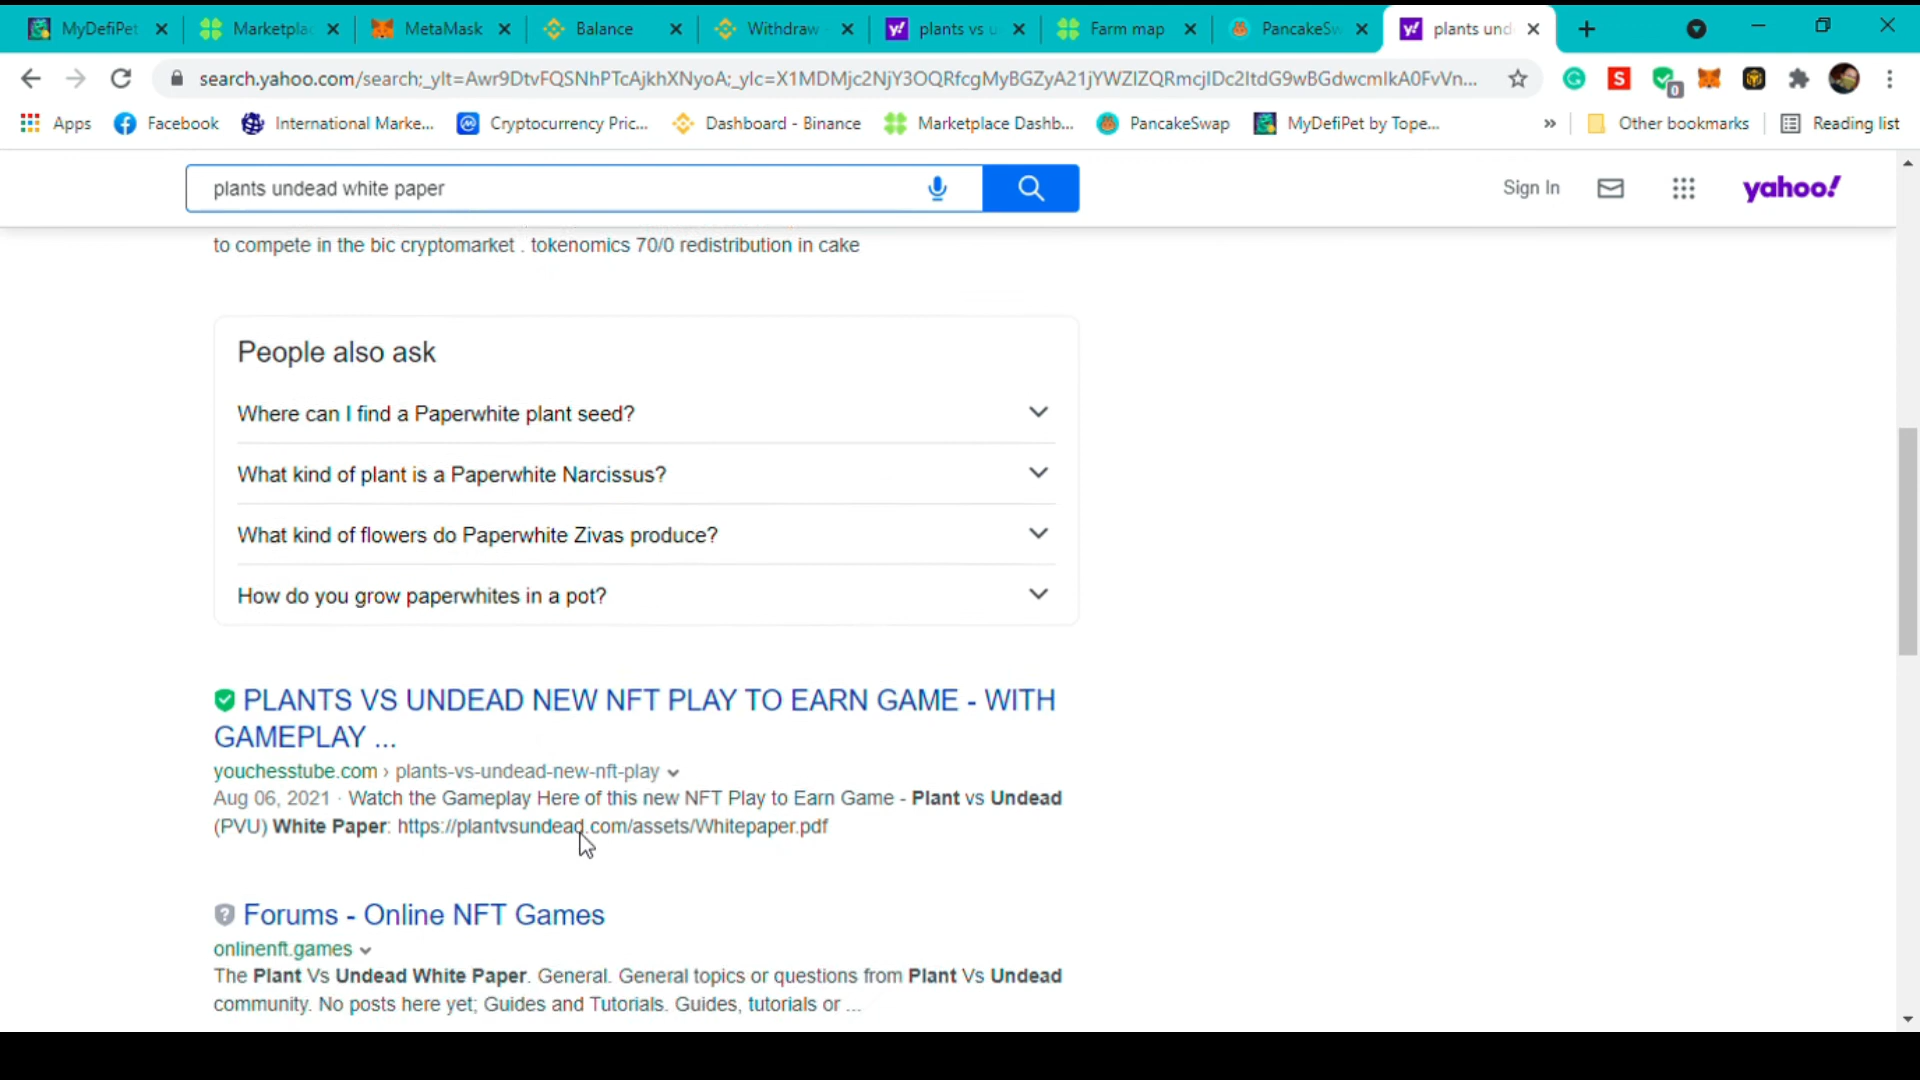 MyDefiPet
Marketplac
MetaMask
Balance
Withdraw
plants vs u
Farm map
PancakeSw
plants und
search.yahoo.com/search;_ylt=Awr9DtvFQSNhPTcAjkhXNyoA;_ylc=X1MDMjc2NjY3OQRfcgMyBGZyA21jYWZlZQRmcjIDc2ItdG9wBGdwcmlkA0FvVn...
Apps
Facebook
International Marke...
Cryptocurrency Pric...
Dashboard - Binance
Marketplace Dashb...
PancakeSwap
MyDefiPet by Tope...
»
Other bookmarks
Reading list
plants undead white paper
Sign In
yahoo!
to compete in the bic cryptomarket . tokenomics 70/0 redistribution in cake
People also ask
Where can I find a Paperwhite plant seed?
What kind of plant is a Paperwhite Narcissus?
What kind of flowers do Paperwhite Zivas produce?
How do you grow paperwhites in a pot?
PLANTS VS UNDEAD NEW NFT PLAY TO EARN GAME - WITH
GAMEPLAY ...
youchesstube.com › plants-vs-undead-new-nft-play
Aug 06, 2021 · Watch the Gameplay Here of this new NFT Play to Earn Game - Plant vs Undead
(PVU) White Paper: https://plantvsundead.com/assets/Whitepaper.pdf
Forums - Online NFT Games
onlinenft.games
The Plant Vs Undead White Paper. General. General topics or questions from Plant Vs Undead
community. No posts here yet; Guides and Tutorials. Guides, tutorials or ...